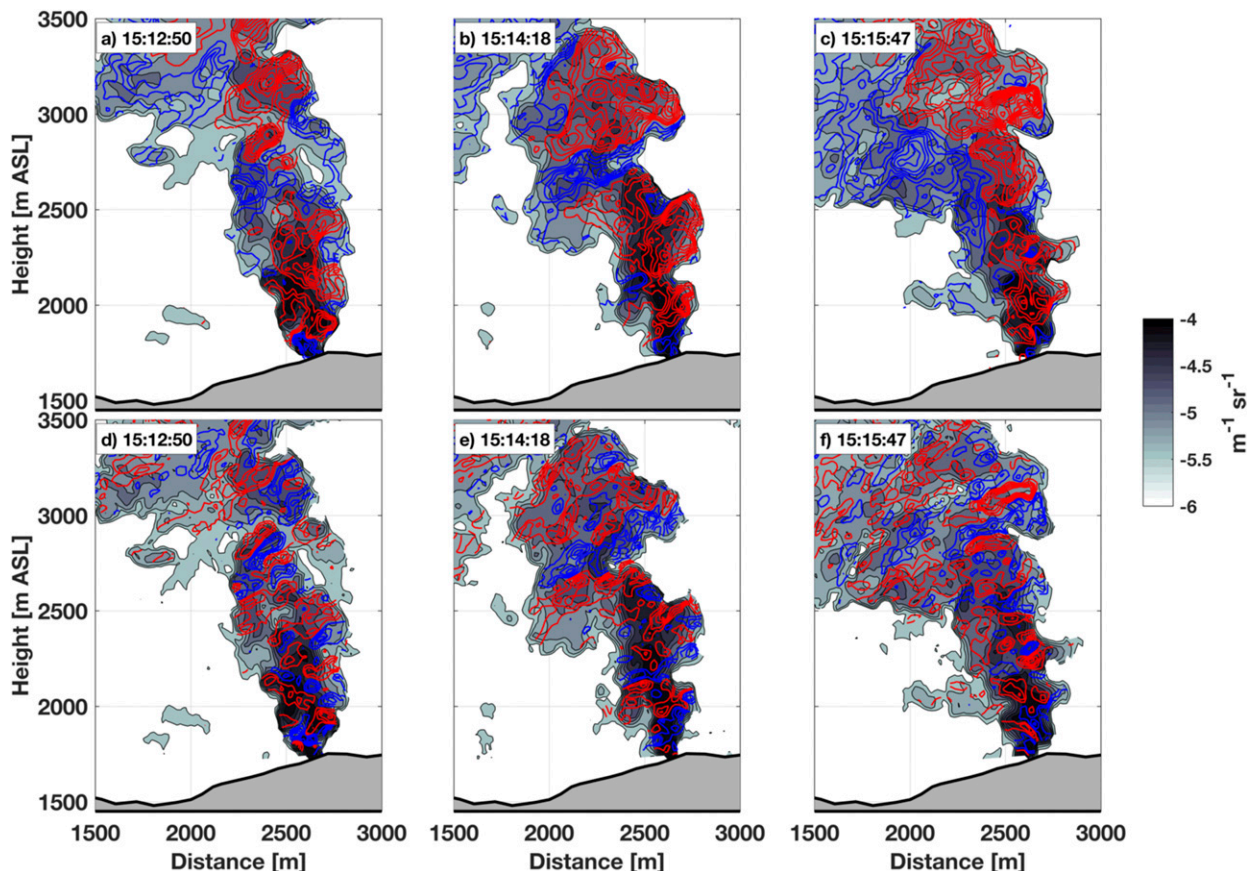 3500
a) 15:12:50
b) 15:14:18
c) 15:15:47
3000
2500
2000
1500
Height [m ASL]
3500
d) 15:12:50
e) 15:14:18
f) 15:15:47
3000
2500
2000
1500
Height [m ASL]
1500 2000 2500 3000
1500 2000 2500 3000
1500 2000 2500 3000
Distance [m]
Distance [m]
Distance [m]
-4
-4.5
-5
-5.5
-6
m⁻¹ sr⁻¹